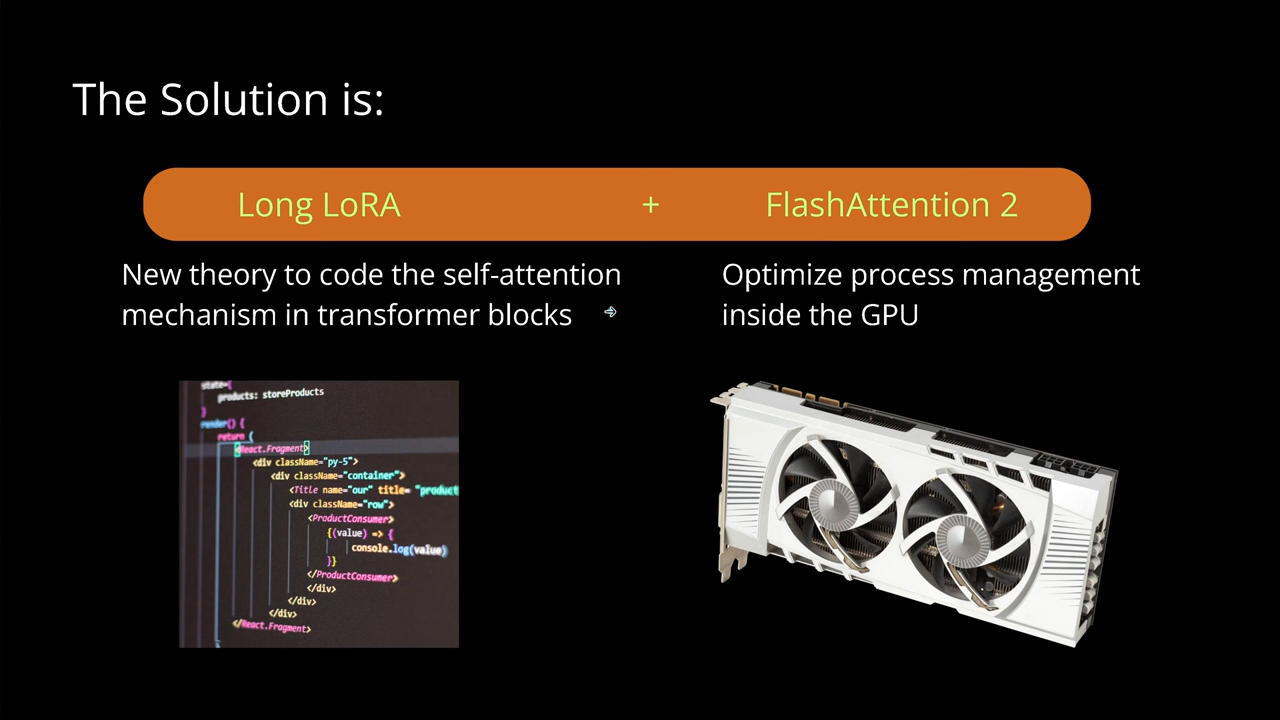 The Solution is:
Long LoRA + FlashAttention 2
New theory to code the self-attention
mechanism in transformer blocks
Optimize process management
inside the GPU
state={
products: storeProducts
}
render() {
return (
<React.Fragment>
<div className="py-5">
<div className="container">
<Title name="our" title= "product
<div className="row">
<ProductConsumer>
{(value) => {
console.log(value)
}}
</ProductConsumer>
</div>
</div>
</div>
</React.Fragment>